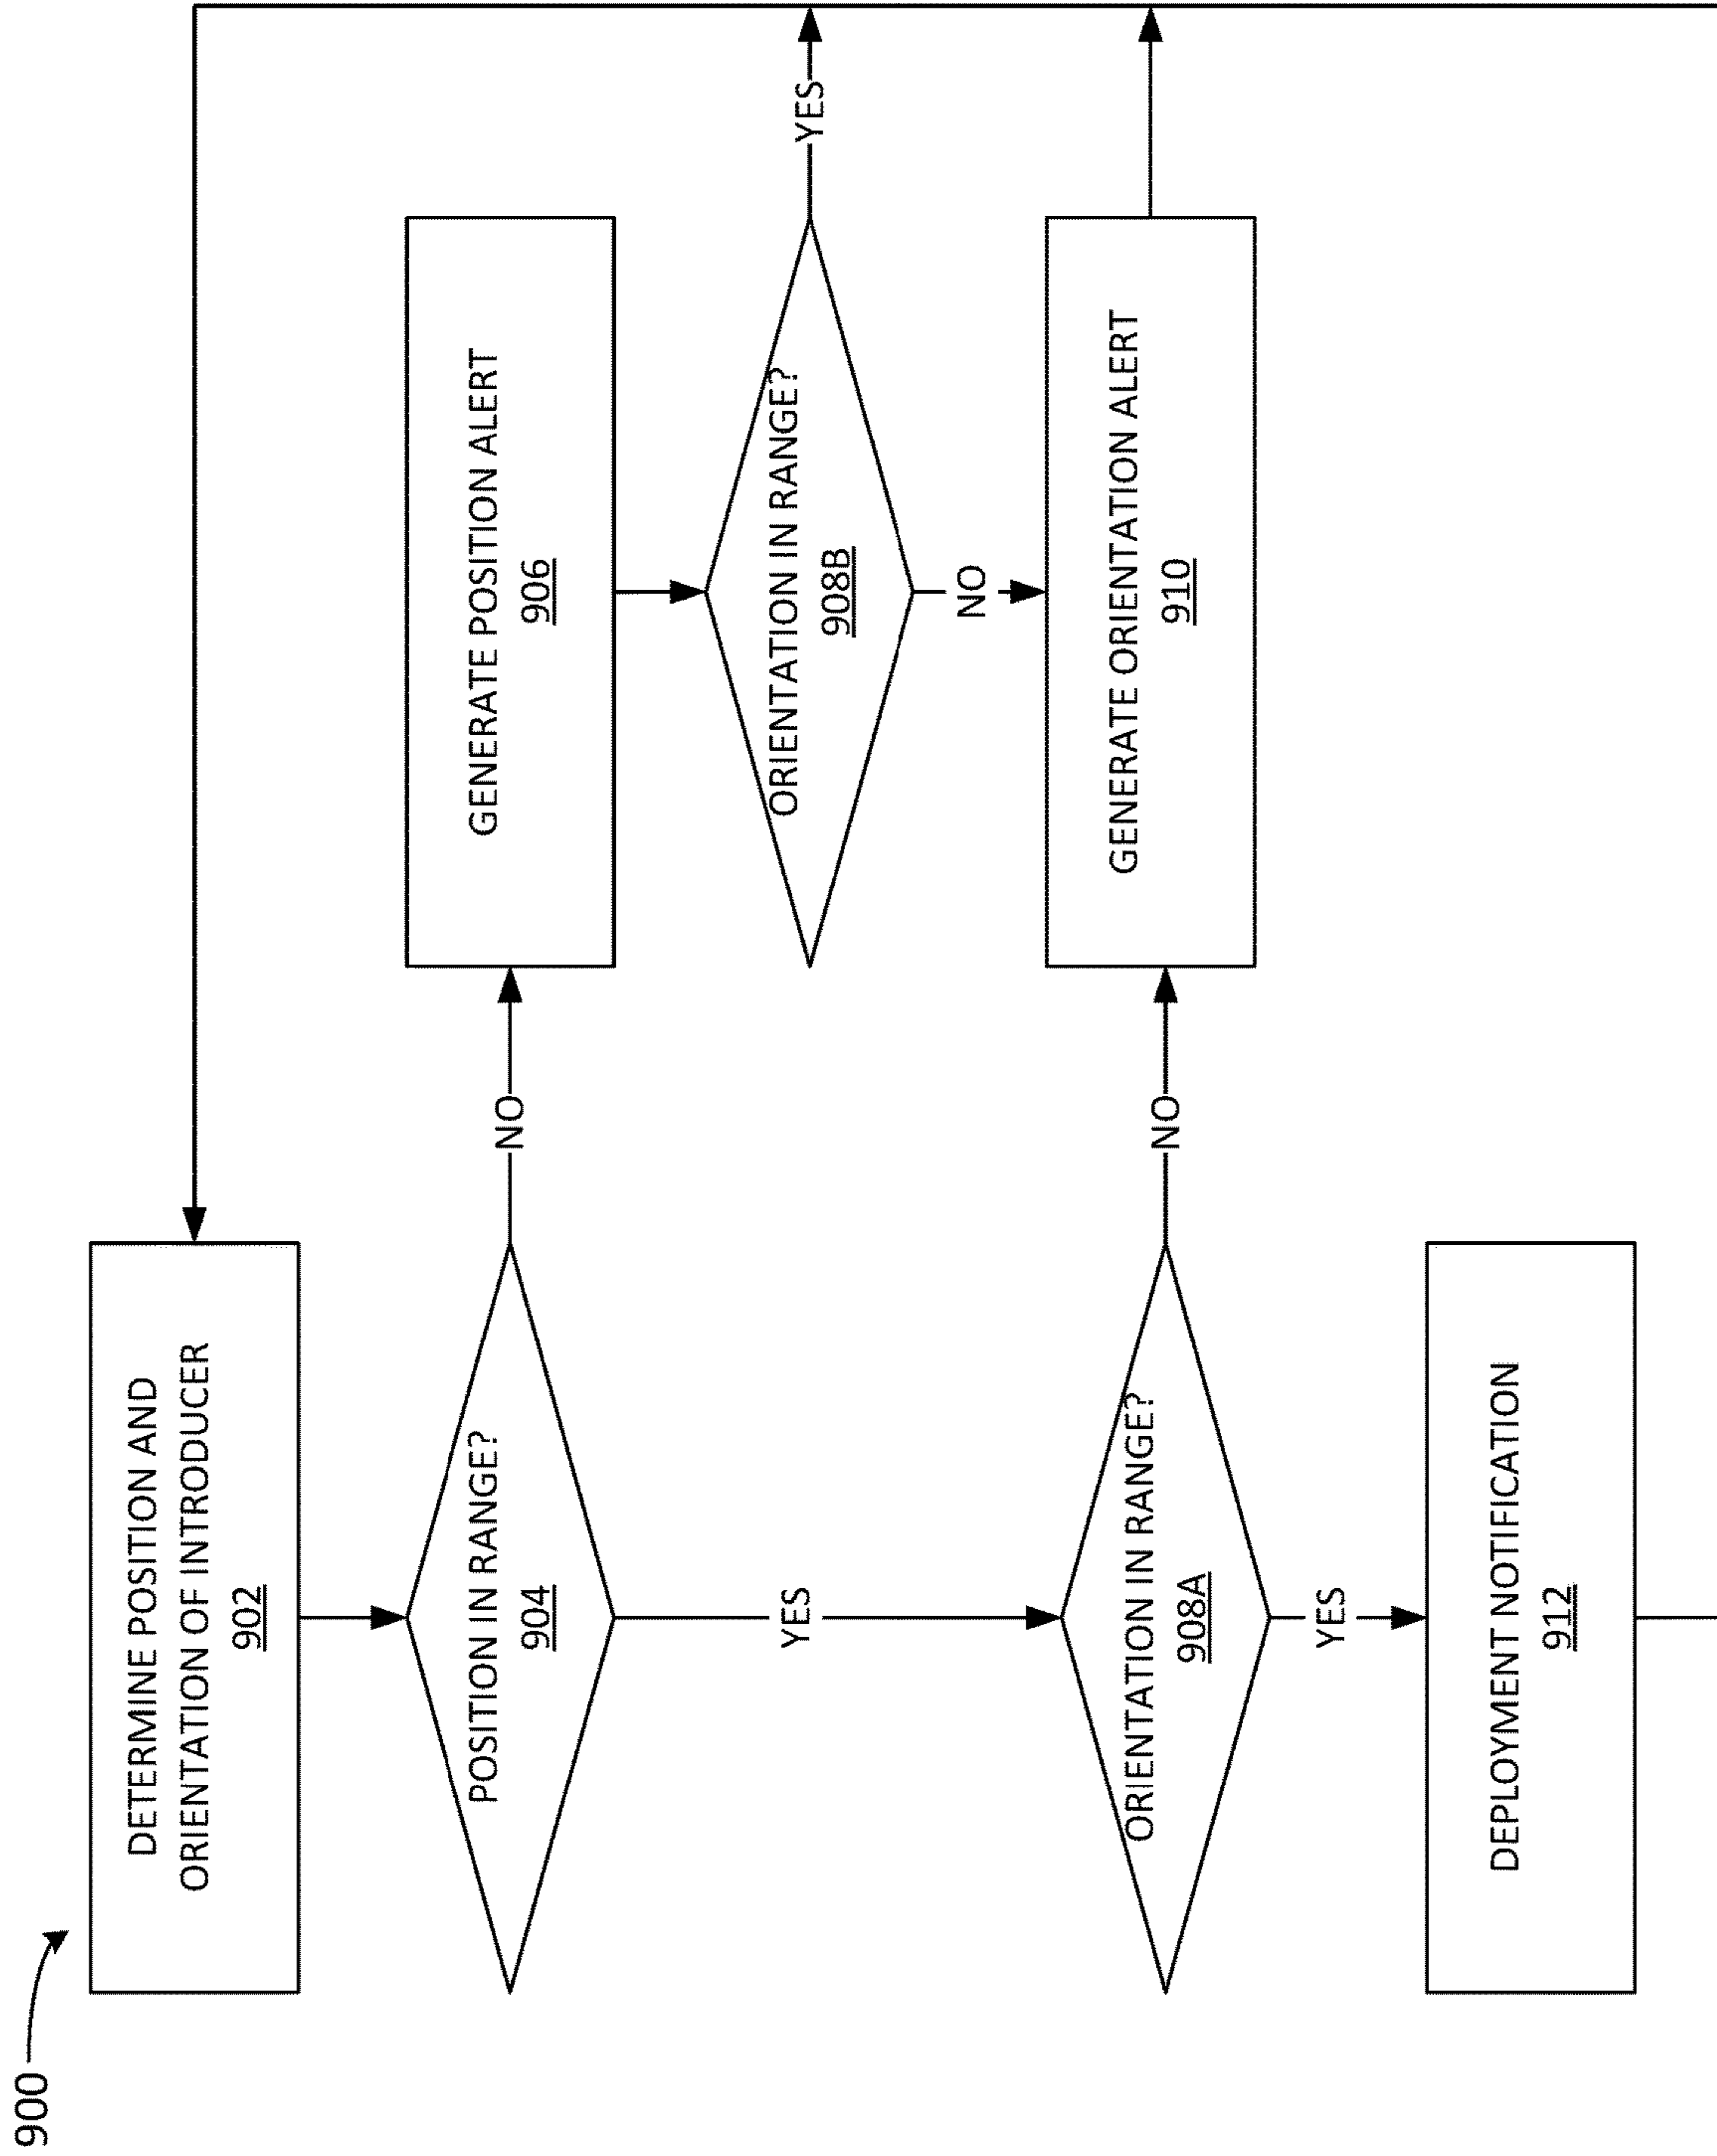 900
DETERMINE POSITION AND
ORIENTATION OF INTRODUCER
902
POSITION IN RANGE?
904
NO
GENERATE POSITION ALERT
906
YES
ORIENTATION IN RANGE?
908B
YES
NO
ORIENTATION IN RANGE?
908A
NO
GENERATE ORIENTATION ALERT
910
YES
DEPLOYMENT NOTIFICATION
912